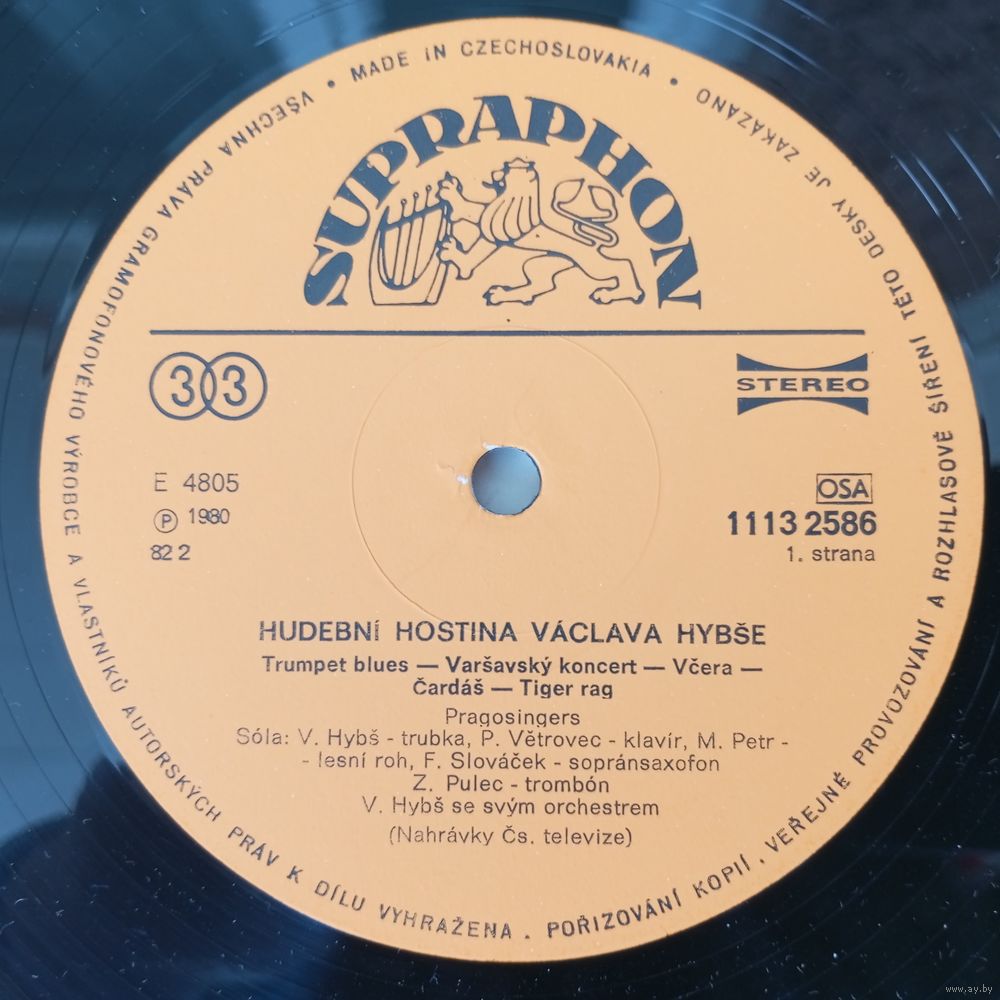 MADE IN CZECHOSLOVAKIA •
VŠECHNA PRÁVA GRAMOFONOVÉHO VÝROBCE A VLASTNÍKŮ AUTORSKÝCH PRÁV K DÍLU VYHRAŽENA . POŘIZOVÁNÍ KOPIÍ . VEŘEJNÉ PROVOZOVÁNÍ A ROZHLASOVÉ ŠÍŘENÍ TÉTO DESKY JE ZAKÁZÁNO •
SUPRAPHON
33
STEREO
E 4805
OSA
℗ 1980
1113 2586
82 2
1. strana
HUDEBNÍ HOSTINA VÁCLAVA HYBŠE
Trumpet blues — Varšavský koncert — Včera —
Čardáš — Tiger rag
Pragosingers
Sóla: V. Hybš - trubka, P. Větrovec - klavír, M. Petr -
- lesní roh, F. Slováček - sopránsaxofon
Z. Pulec - trombón
V. Hybš se svým orchestrem
(Nahrávky Čs. televize)
www.ay.by